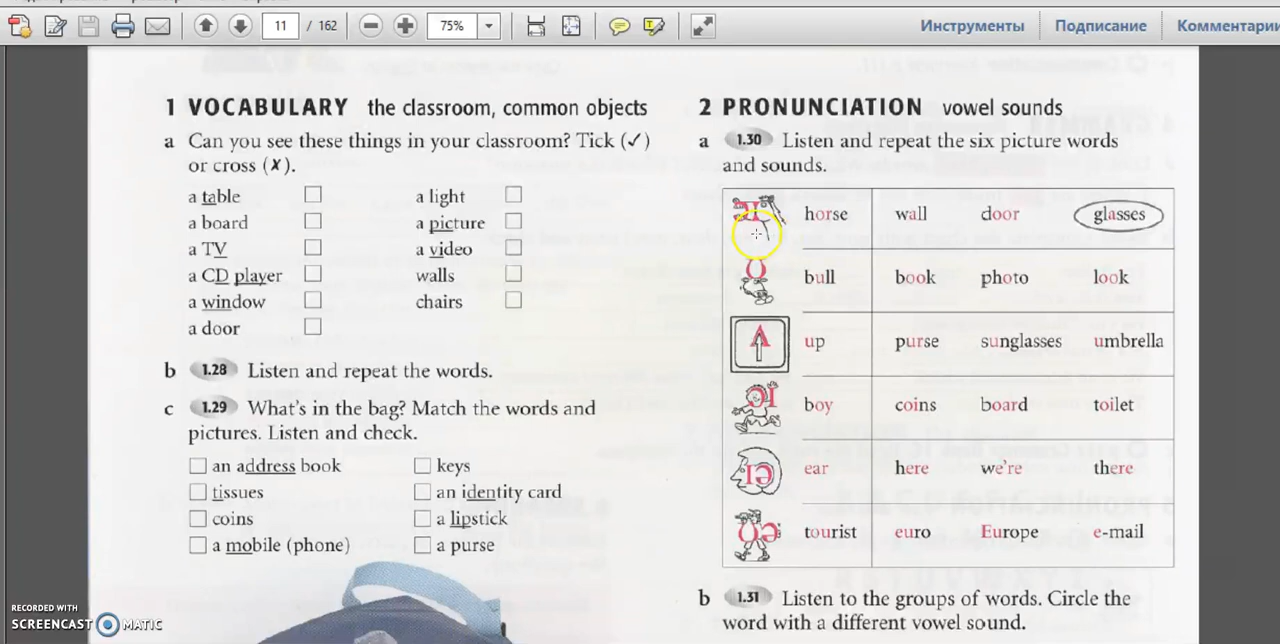 11 / 162
75%
Инструменты
Подписание
Комментарии
1 VOCABULARY the classroom, common objects
a Can you see these things in your classroom? Tick (✓)
or cross (✗).
a table
a board
a TV
a CD player
a window
a door
a light
a picture
a video
walls
chairs
b 1.28 Listen and repeat the words.
c 1.29 What's in the bag? Match the words and
pictures. Listen and check.
an address book
tissues
coins
a mobile (phone)
keys
an identity card
a lipstick
a purse
2 PRONUNCIATION vowel sounds
a 1.30 Listen and repeat the six picture words
and sounds.
horse wall door glasses
ʊ bull book photo look
ʌ up purse sunglasses umbrella
ɔɪ boy coins board toilet
ɪə ear here we're there
ʊə tourist euro Europe e-mail
b 1.31 Listen to the groups of words. Circle the
word with a different vowel sound.
RECORDED WITH
SCREENCAST MATIC